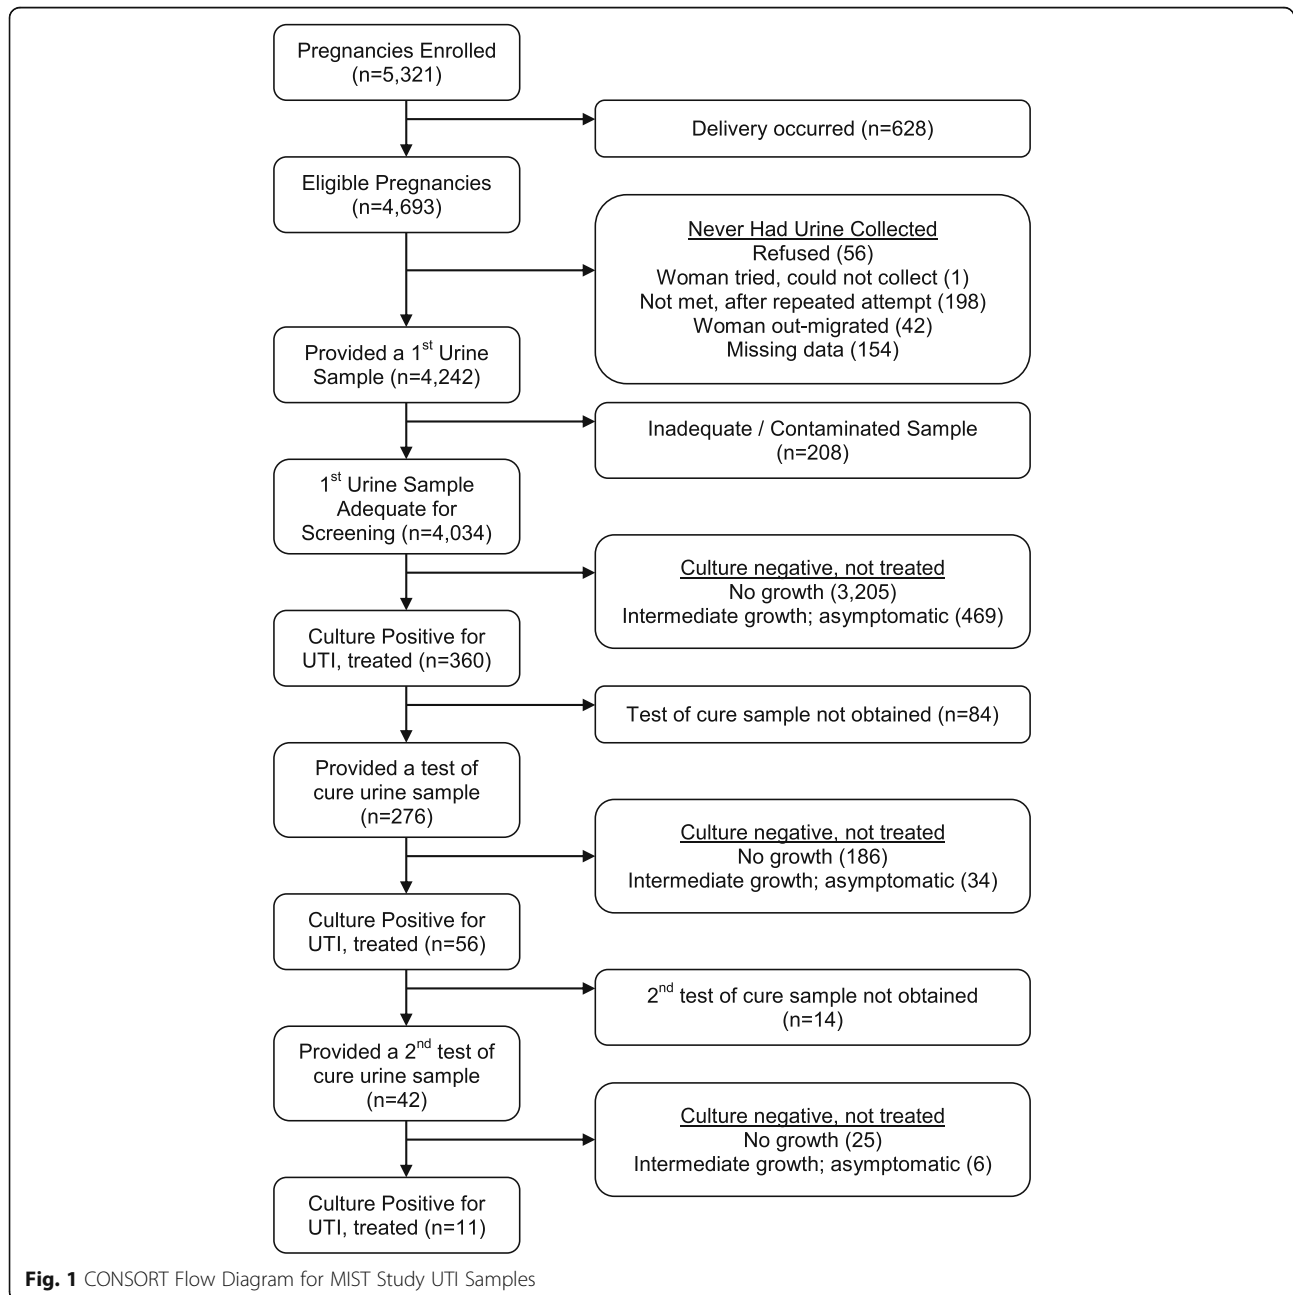 Pregnancies Enrolled
(n=5,321)
Delivery occurred (n=628)
Eligible Pregnancies
(n=4,693)
Never Had Urine Collected
Refused (56)
Woman tried, could not collect (1)
Not met, after repeated attempt (198)
Woman out-migrated (42)
Missing data (154)
Provided a 1st Urine
Sample (n=4,242)
Inadequate / Contaminated Sample
(n=208)
1st Urine Sample
Adequate for
Screening (n=4,034)
Culture negative, not treated
No growth (3,205)
Intermediate growth; asymptomatic (469)
Culture Positive for
UTI, treated (n=360)
Test of cure sample not obtained (n=84)
Provided a test of
cure urine sample
(n=276)
Culture negative, not treated
No growth (186)
Intermediate growth; asymptomatic (34)
Culture Positive for
UTI, treated (n=56)
2nd test of cure sample not obtained
(n=14)
Provided a 2nd test of
cure urine sample
(n=42)
Culture negative, not treated
No growth (25)
Intermediate growth; asymptomatic (6)
Culture Positive for
UTI, treated (n=11)
Fig. 1 CONSORT Flow Diagram for MIST Study UTI Samples